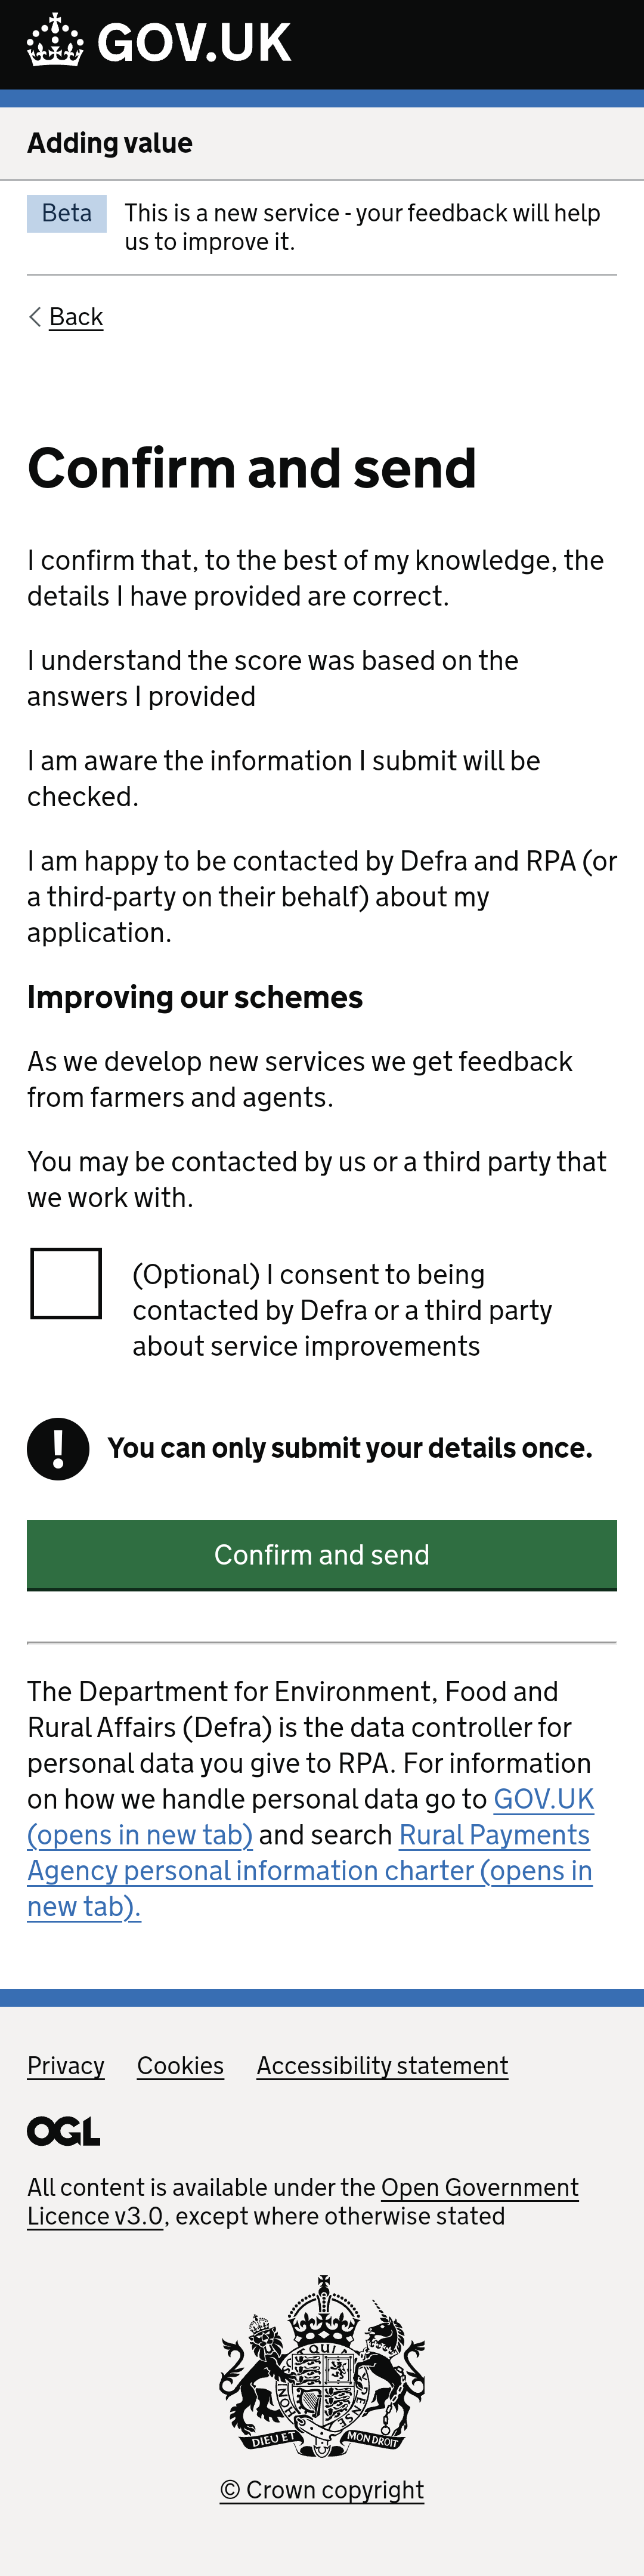 GOV.UK
Adding value
Beta
This is a new service - your feedback will help
us to improve it.
Back
Confirm and send
I confirm that, to the best of my knowledge, the
details I have provided are correct.
I understand the score was based on the
answers I provided
I am aware the information I submit will be
checked.
I am happy to be contacted by Defra and RPA (or
a third-party on their behalf) about my
application.
Improving our schemes
As we develop new services we get feedback
from farmers and agents.
You may be contacted by us or a third party that
we work with.
(Optional) I consent to being
contacted by Defra or a third party
about service improvements
! You can only submit your details once.
Confirm and send
The Department for Environment, Food and
Rural Affairs (Defra) is the data controller for
personal data you give to RPA. For information
on how we handle personal data go to GOV.UK
(opens in new tab) and search Rural Payments
Agency personal information charter (opens in
new tab).
Privacy Cookies Accessibility statement
OGL
All content is available under the Open Government
Licence v3.0, except where otherwise stated
DIEU ET MON DROIT
© Crown copyright